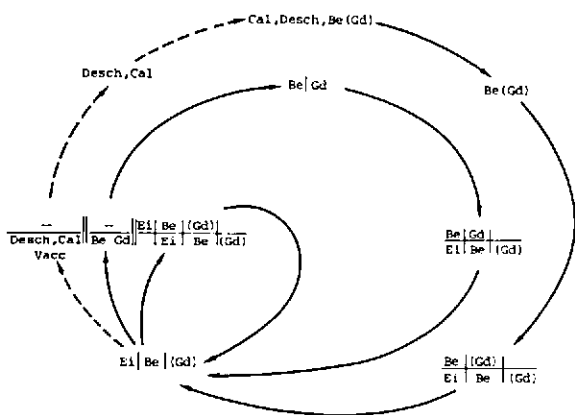 Cal,Desch,Be(Gd)
Desch,Cal
Be|Gd
Be(Gd)
— || — || Ei|Be|(Gd)|
Desch,Cal || Be Gd || Ei|Be|(Gd)
Vacc
Be|Gd
Ei|Be|(Gd)
Ei|Be|(Gd)
Be|(Gd)
Ei|Be|(Gd)